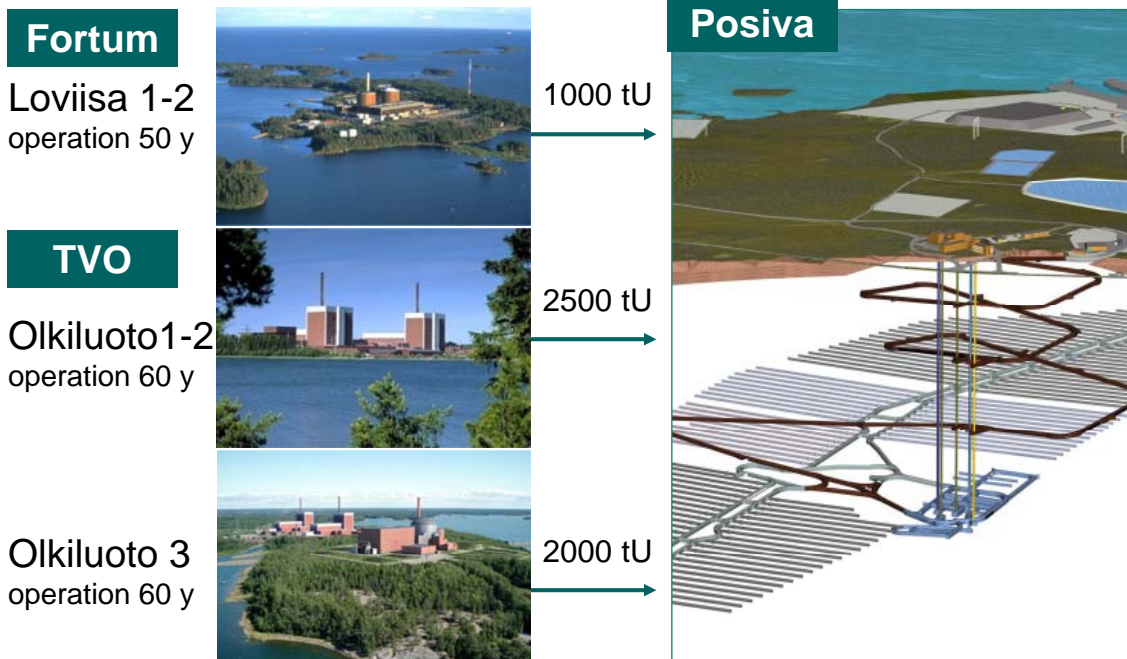 Fortum
Loviisa 1-2
operation 50 y
1000 tU
TVO
Olkiluoto1-2
operation 60 y
2500 tU
Olkiluoto 3
operation 60 y
2000 tU
Posiva